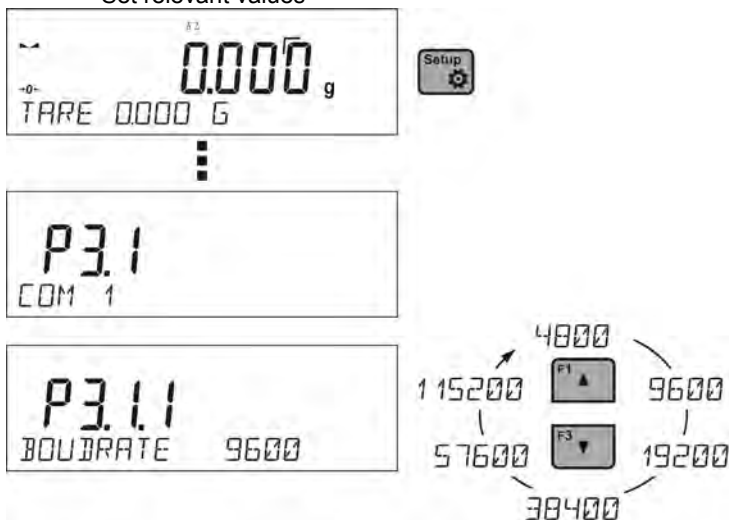 Set relevant values
0.000 g
Setup
→0←
TARE 0.000 G
P3.1
COM 1
P3.1.1
BOUDRATE 9600
4800
F1
115200 9600
F3
57600 19200
38400